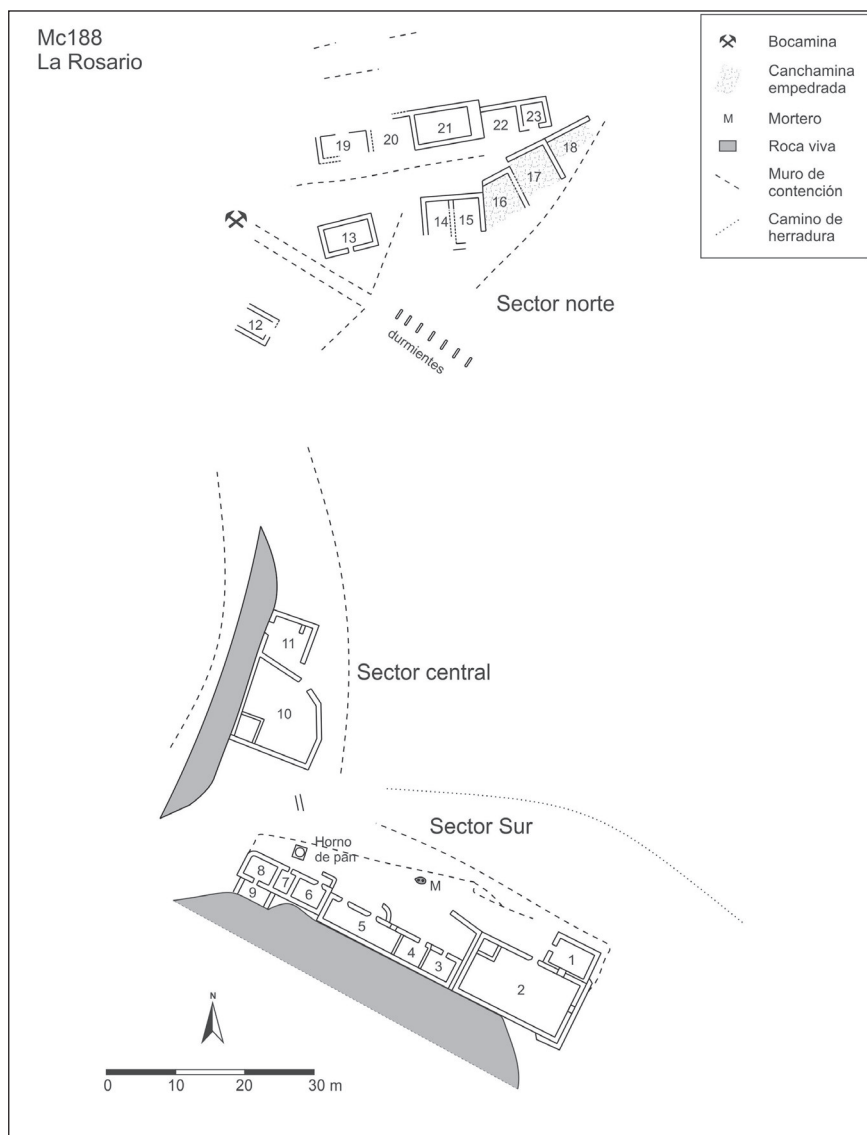 Mc188
La Rosario
Bocamina
Canchamina
empedrada
M
Mortero
Roca viva
Muro de
contención
Camino de
herradura
23
22
21
20
19
18
17
16
15
14
13
12
Sector norte
durmientes
11
Sector central
10
Sector Sur
Horno
de pan
M
8
7
6
9
5
4
3
2
1
N
0
10
20
30 m